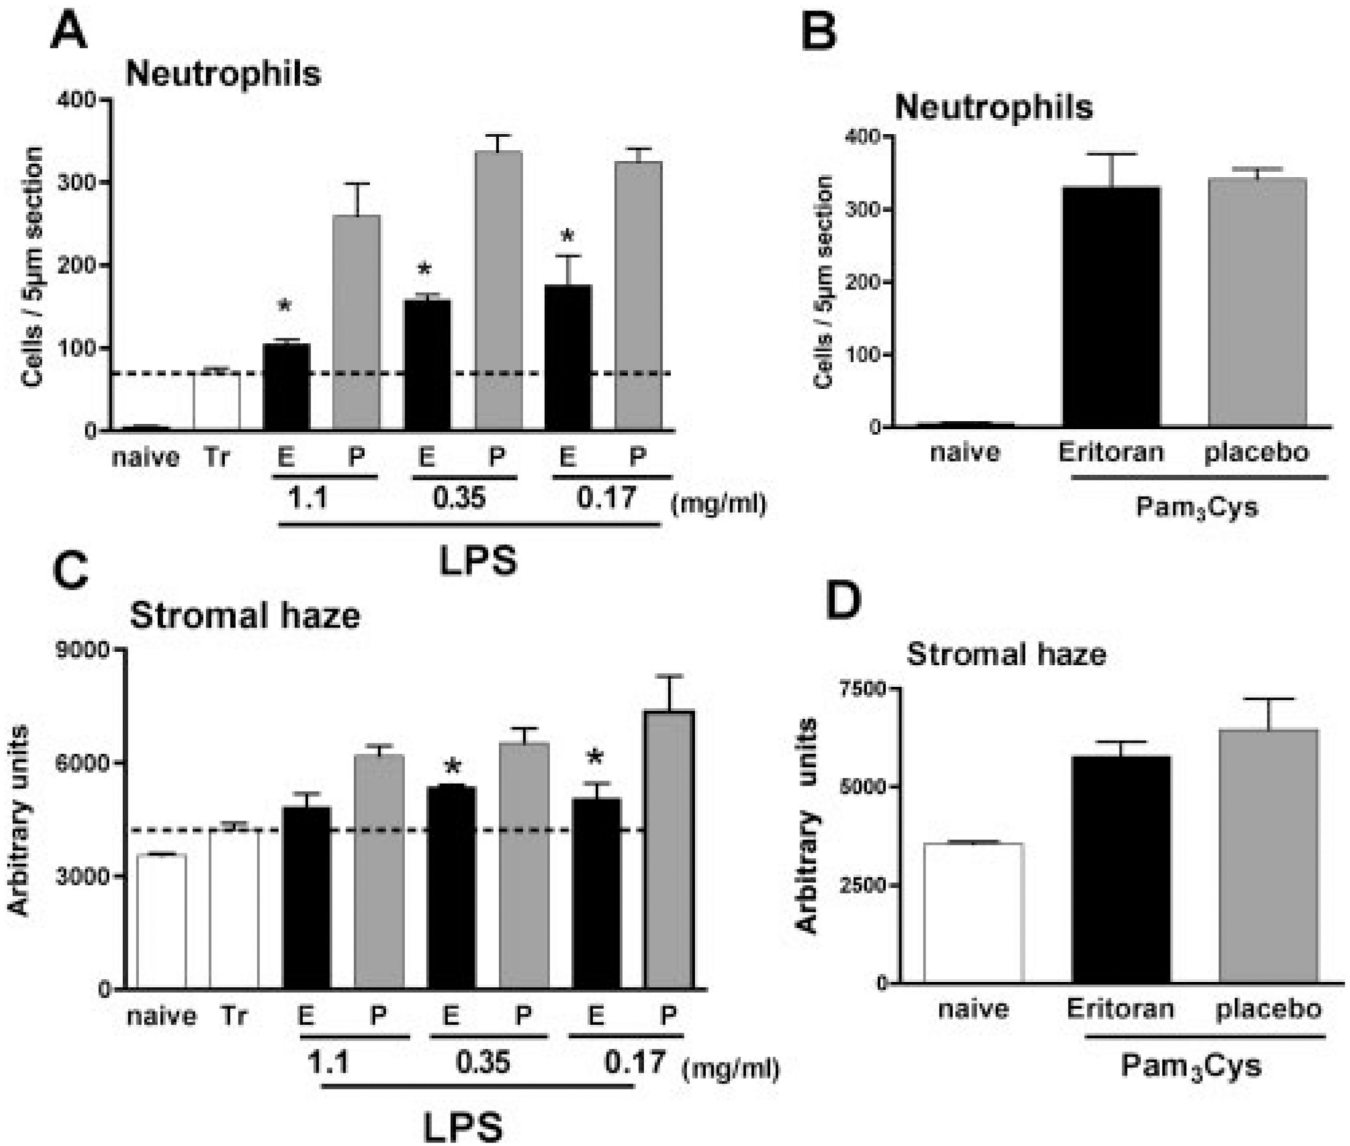 A
Neutrophils
400
300
200
100
0
Cells / 5μm section
*
*
*
naive Tr E P E P E P
1.1 0.35 0.17 (mg/ml)
LPS
B
Neutrophils
400
300
200
100
0
Cells / 5μm section
naive Eritoran placebo
Pam₃Cys
C
Stromal haze
9000
6000
3000
0
Arbitrary units
*
*
naive Tr E P E P E P
1.1 0.35 0.17 (mg/ml)
LPS
D
Stromal haze
7500
5000
2500
0
Arbitrary units
naive Eritoran placebo
Pam₃Cys